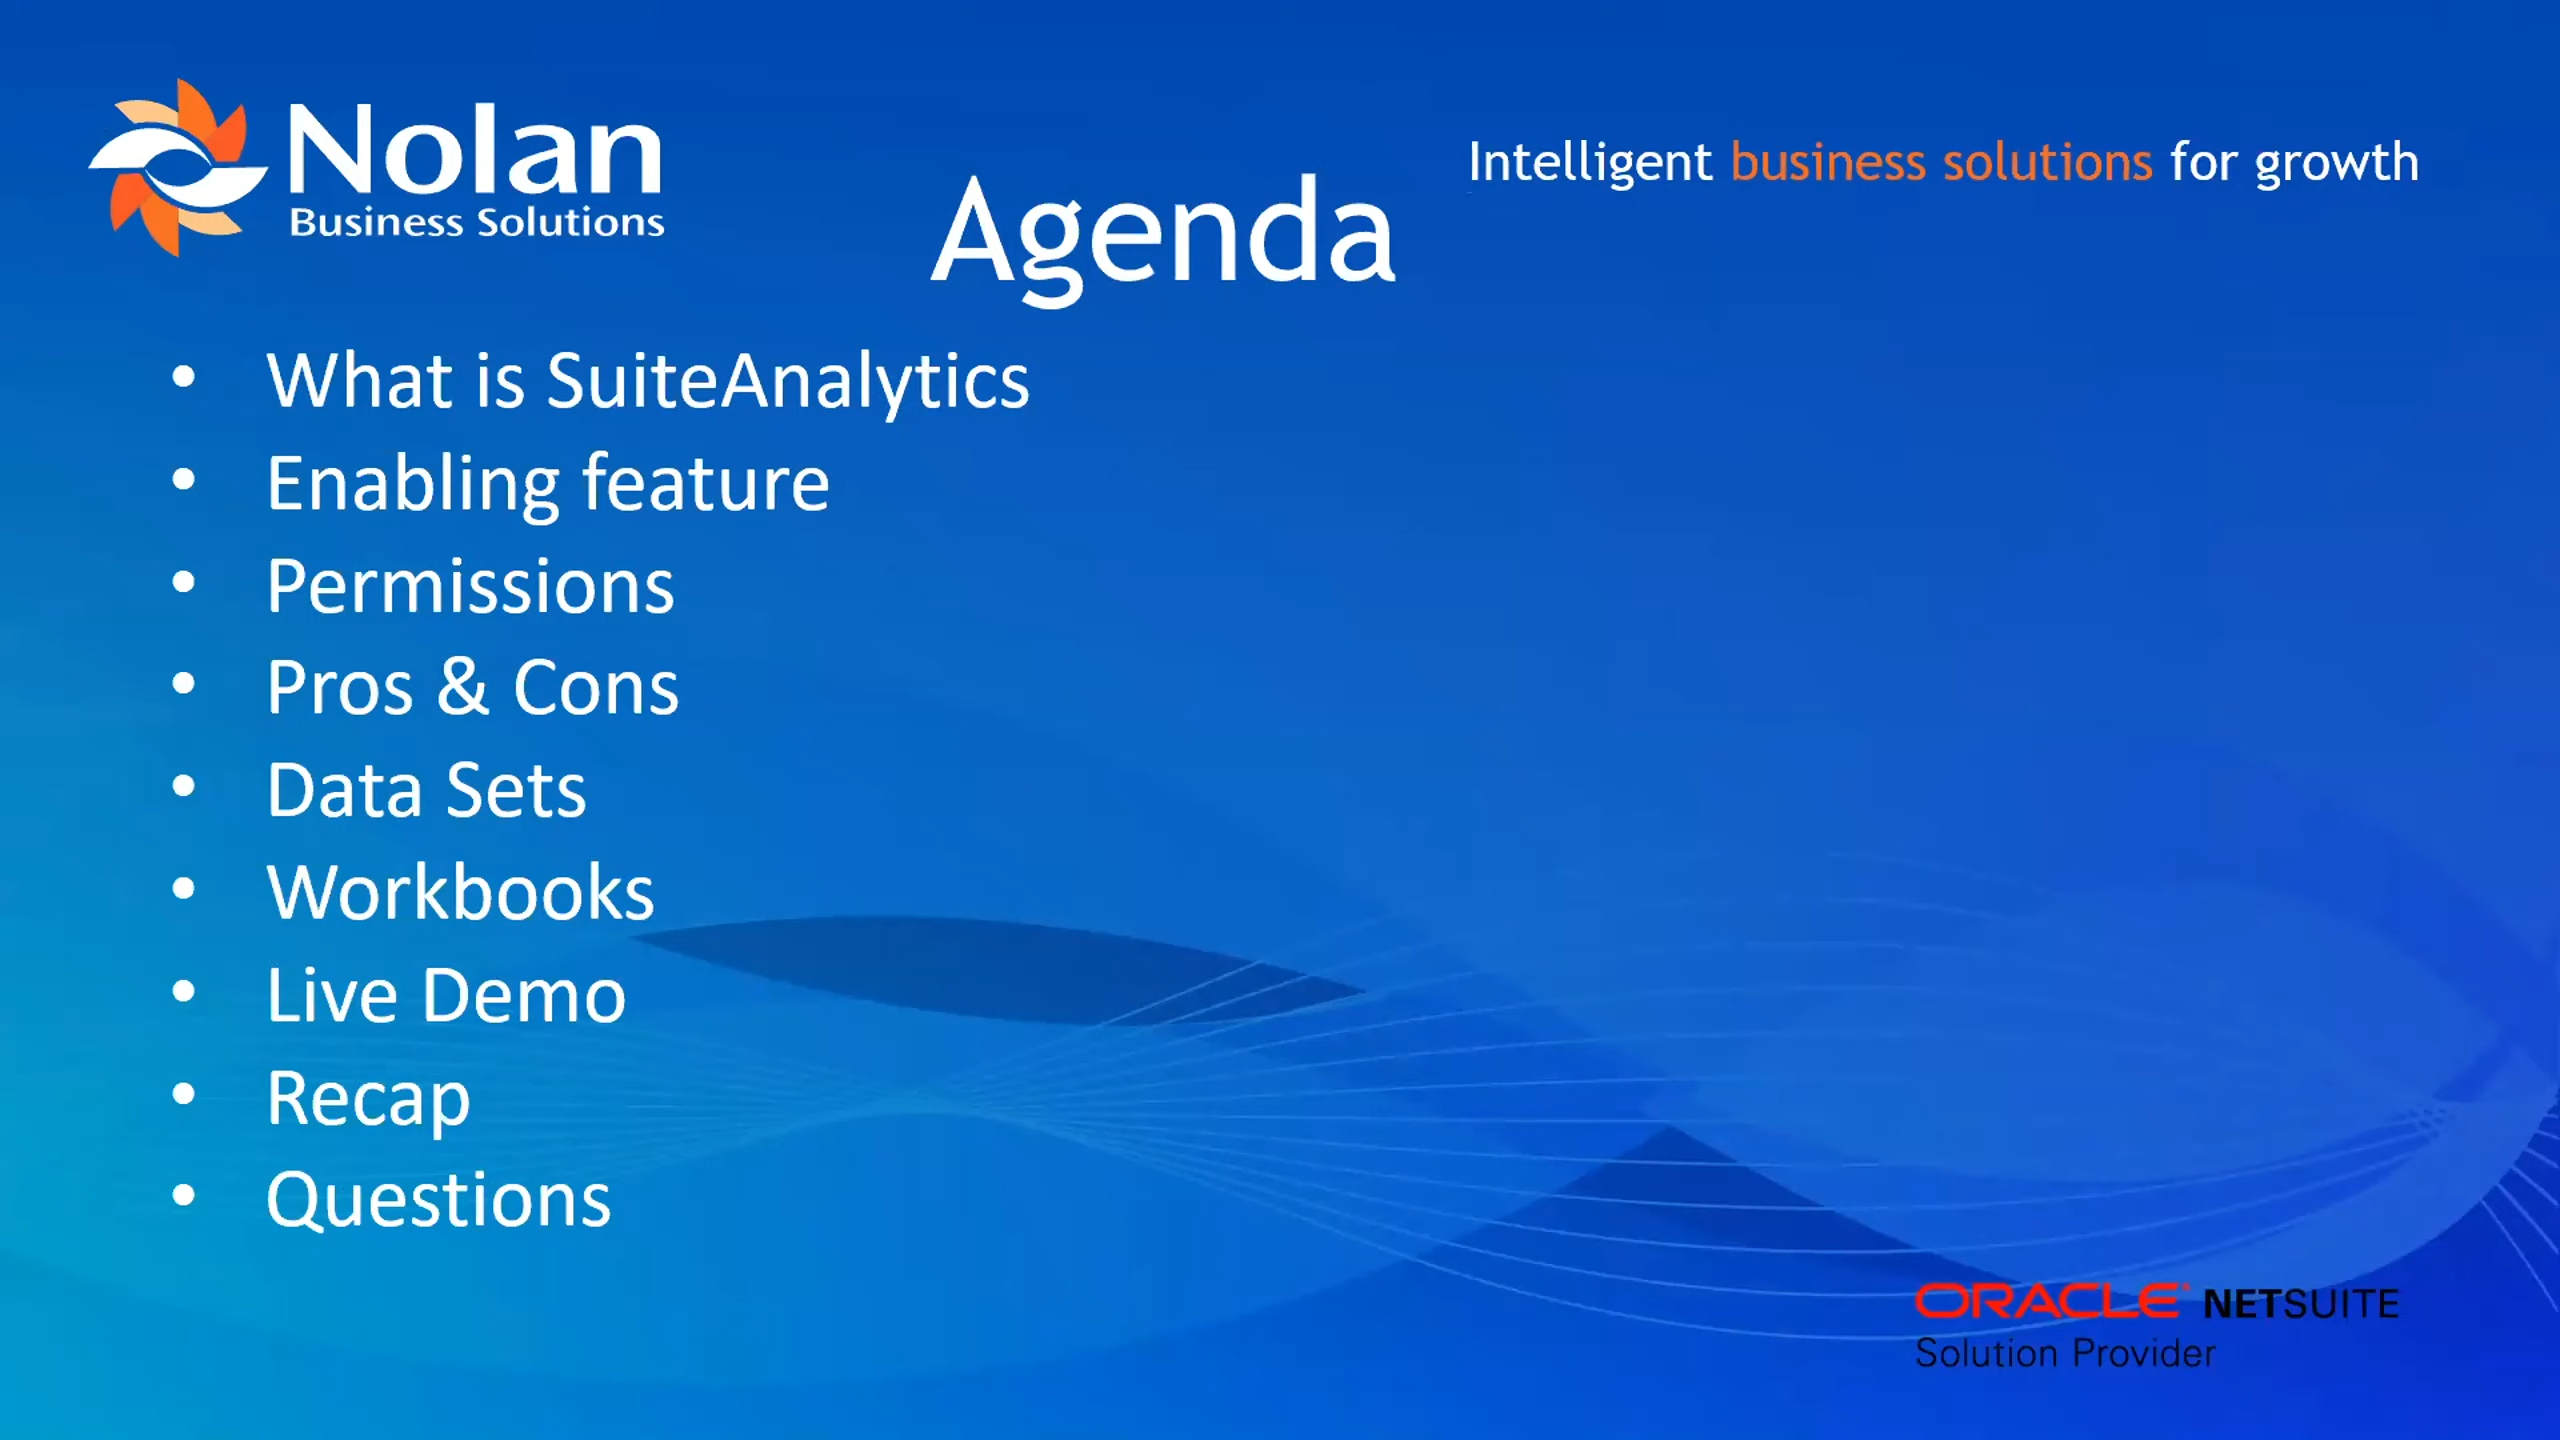 Nolan
Business Solutions
Intelligent business solutions for growth
Agenda
• What is SuiteAnalytics
• Enabling feature
• Permissions
• Pros & Cons
• Data Sets
• Workbooks
• Live Demo
• Recap
• Questions
ORACLE NETSUITE
Solution Provider